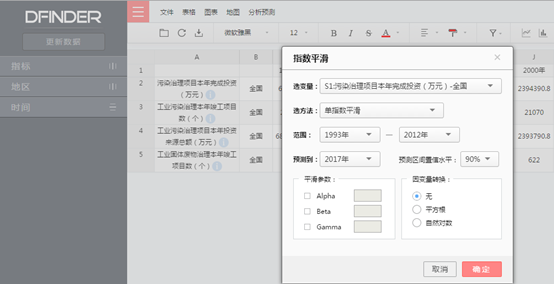 DFINDER
更新数据
指标
地区
时间
文件 表格 图表 地图 分析预测
微软雅黑 12 B I S A
A B J
1 2000年
2 污染治理项目本年完成投资（万元） 全国 2394390.8
3 工业污染治理本年竣工项目数（个） 全国 21070
4 工业污染治理项目本年投资来源总额（万元） 全国 2393790.8
5 工业固体废物治理本年竣工项目数（个） 全国 622
指数平滑
选变量： S1:污染治理项目本年完成投资（万元）-全国
选方法： 单指数平滑
范围： 1993年 — 2012年
预测到： 2017年 预测区间置信水平： 90%
平滑参数：
Alpha
Beta
Gamma
因变量转换：
无
平方根
自然对数
取消 确定